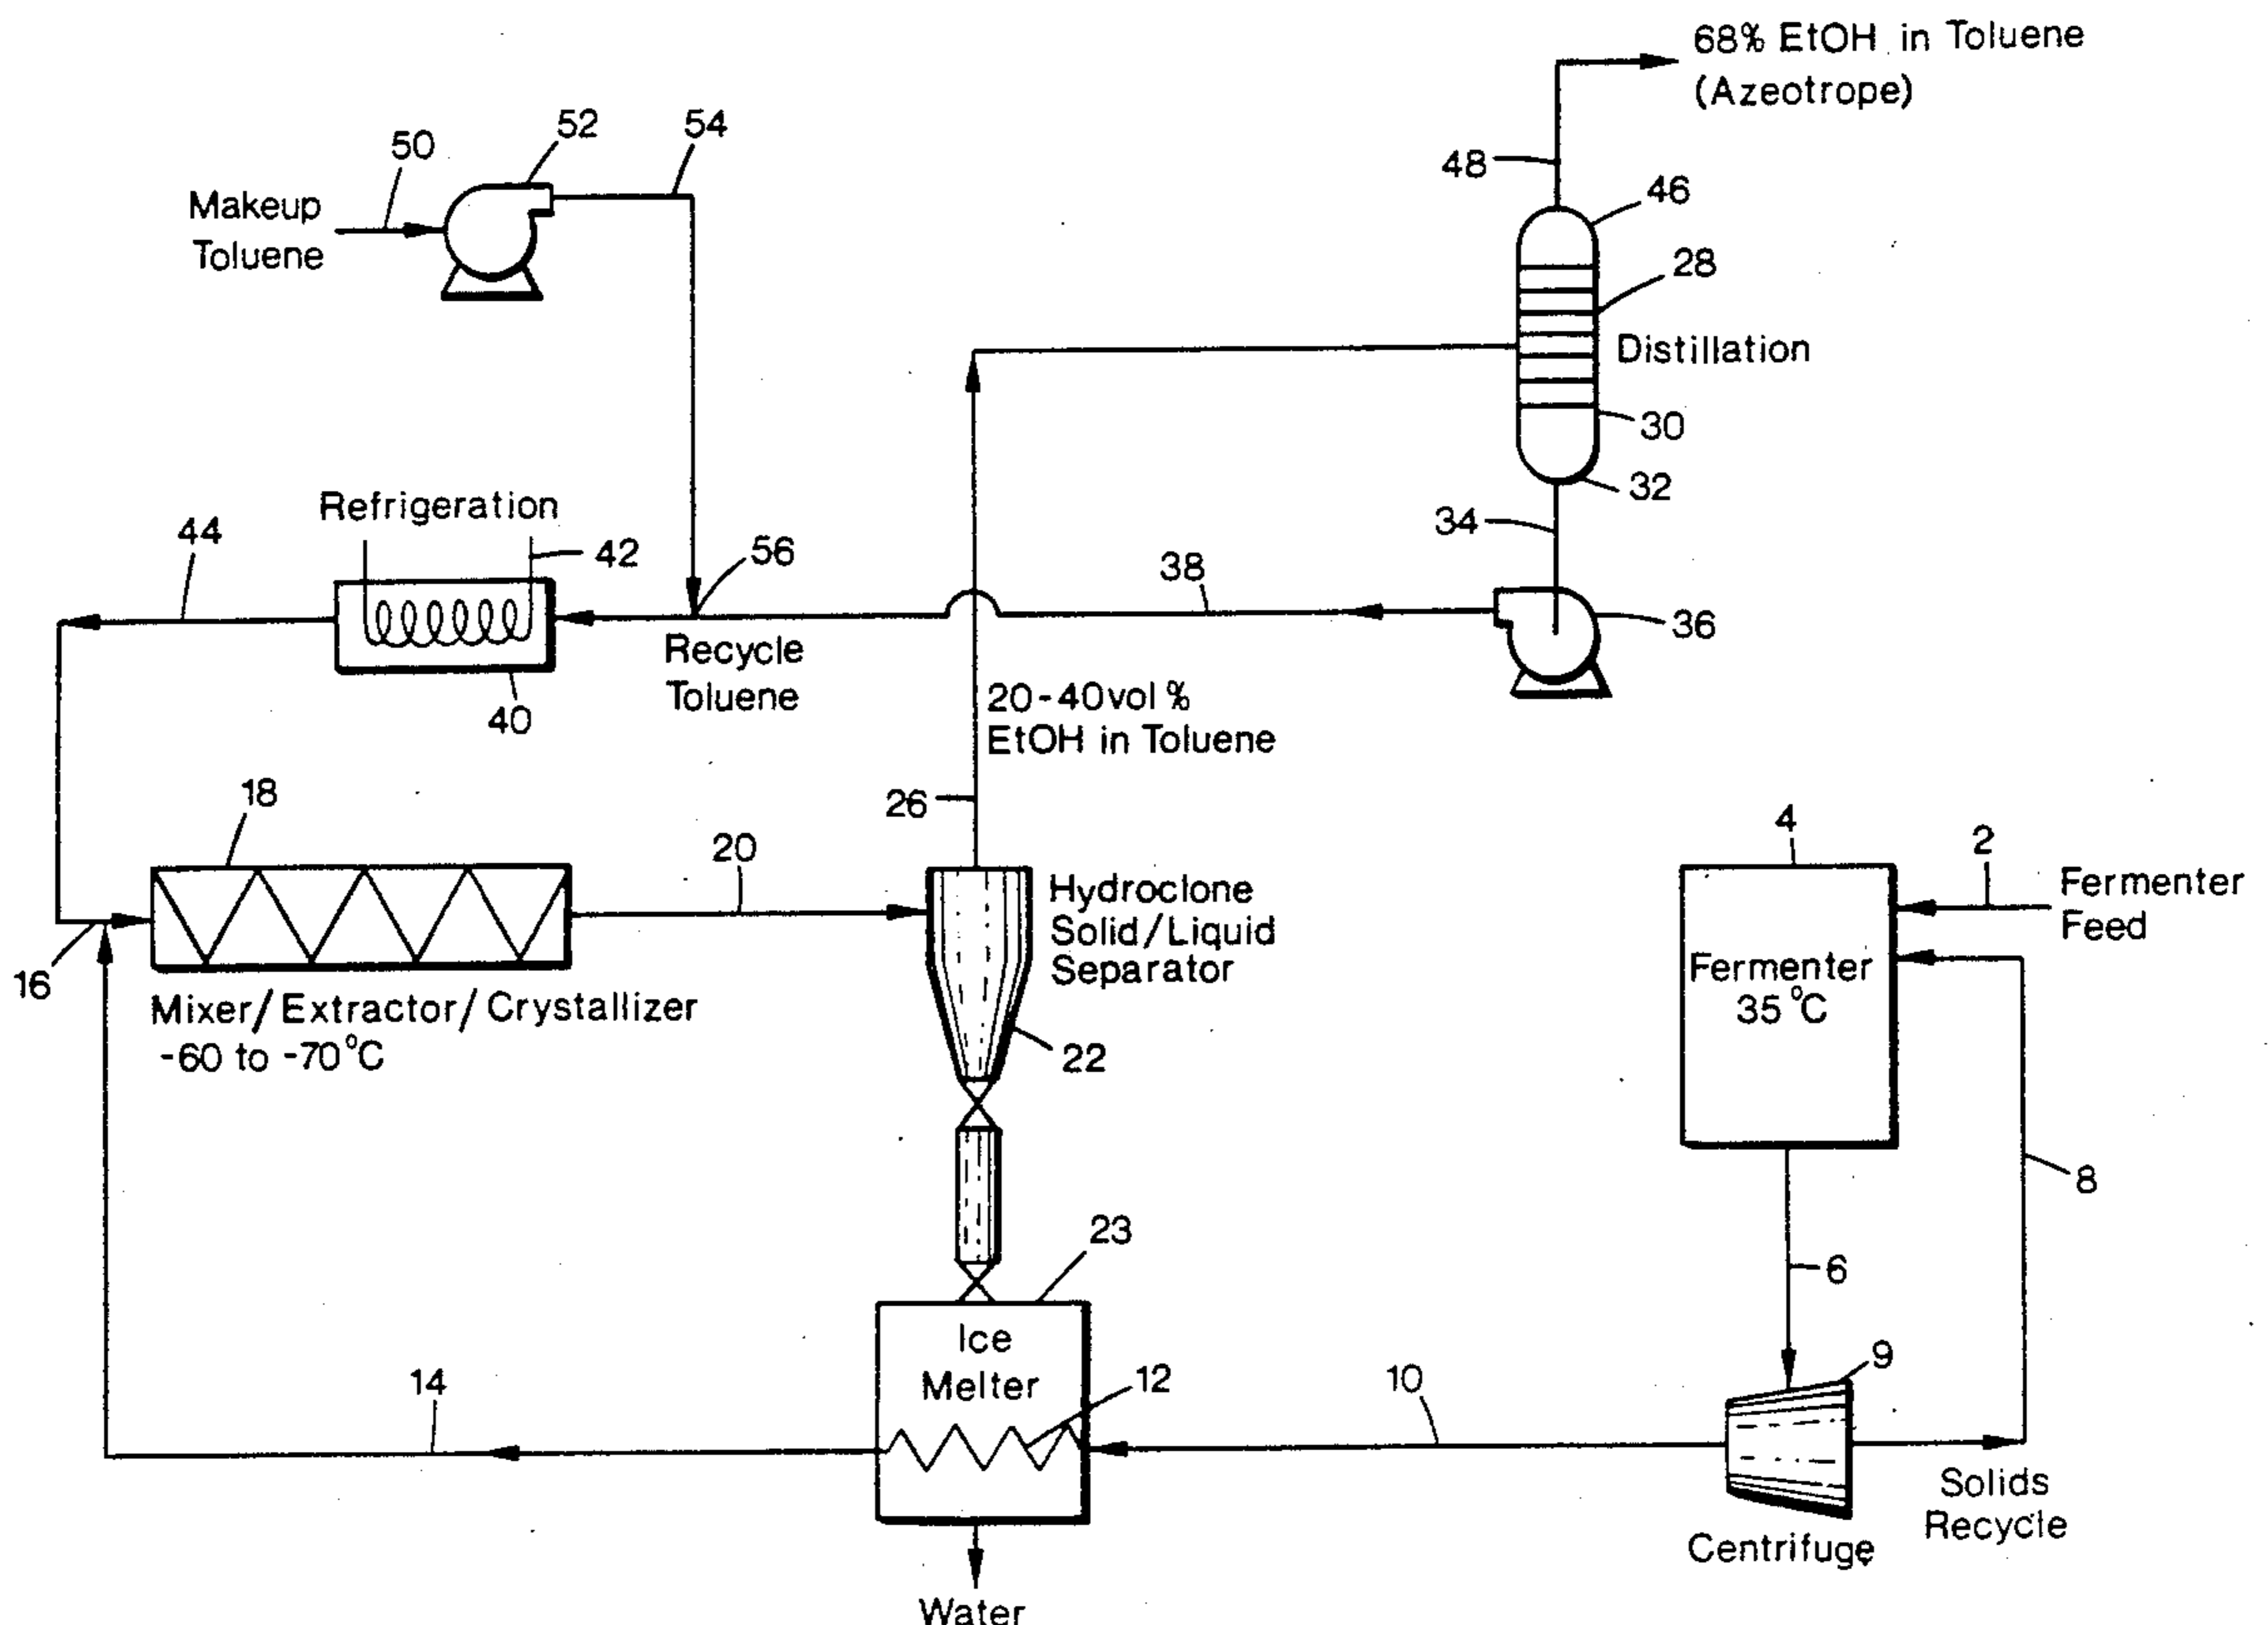 68% EtOH in Toluene
(Azeotrope)
52
54
50
48
46
Makeup
Toluene
28
Distillation
30
32
Refrigeration
34
44
42
56
38
36
Recycle
Toluene
40
20-40vol %
EtOH in Toluene
18
26
4
20
2
Hydroclone
Solid/Liquid
Separator
Fermenter
Feed
Fermenter
35°C
16
Mixer/Extractor/Crystallizer
-60 to -70°C
22
8
23
6
Ice
Melter
9
14
12
10
Solids
Recycle
Centrifuge
Water